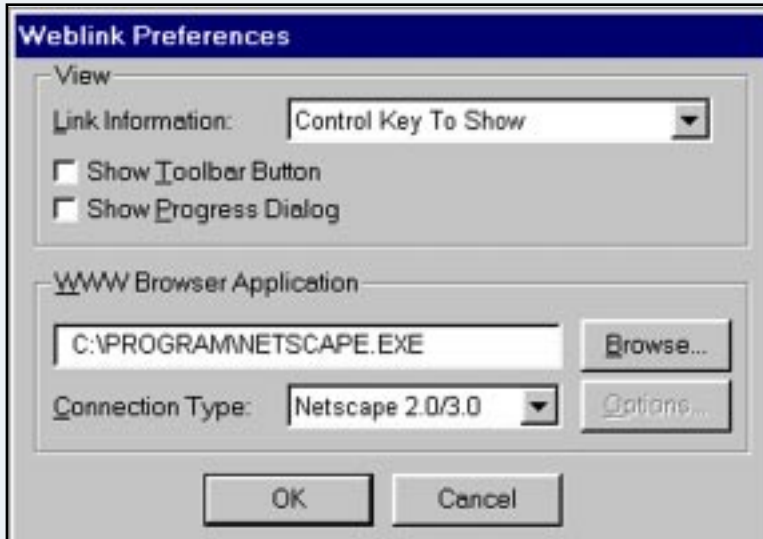 Weblink Preferences
View
Link Information: Control Key To Show
Show Toolbar Button
Show Progress Dialog
WWW Browser Application
C:\PROGRAM\NETSCAPE.EXE Browse...
Connection Type: Netscape 2.0/3.0 Options...
OK Cancel